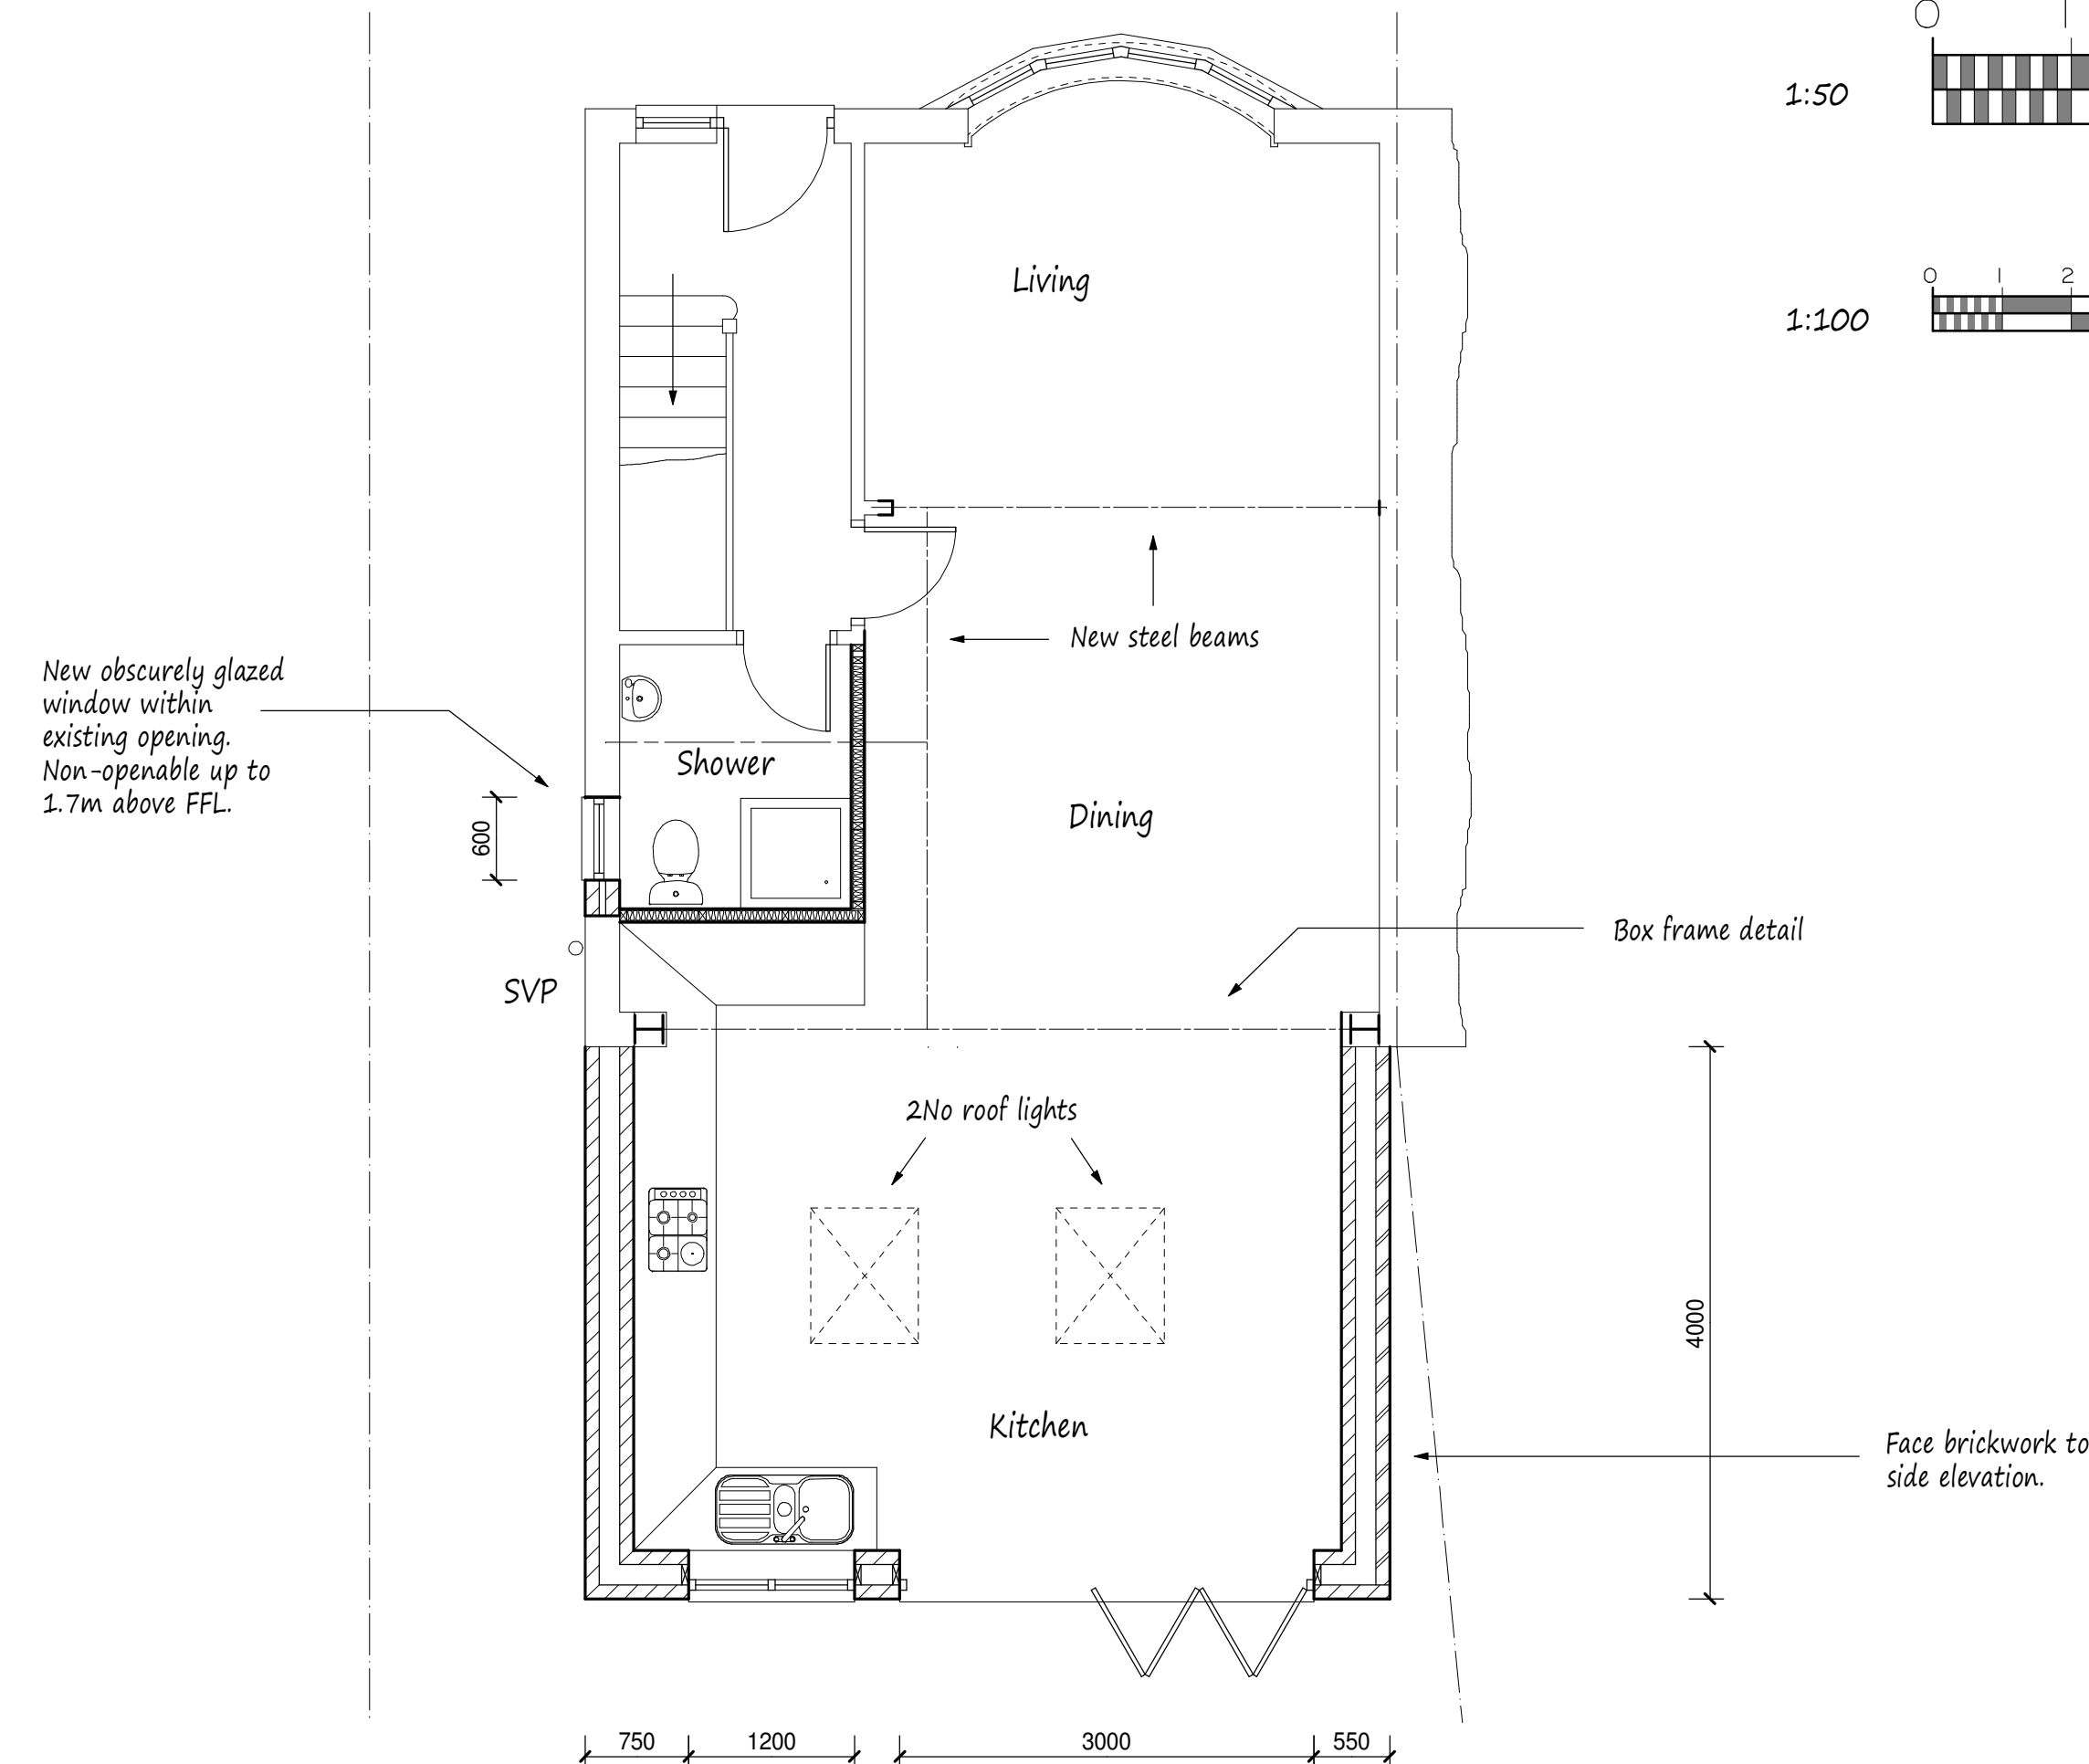 0 1
1:50
0 1 2
1:100
Living
New steel beams
New obscurely glazed
window within
existing opening.
Non-openable up to
1.7m above FFL.
600
Shower
Dining
Box frame detail
SVP
2No roof lights
4000
Kitchen
Face brickwork to
side elevation.
750 1200 3000 550